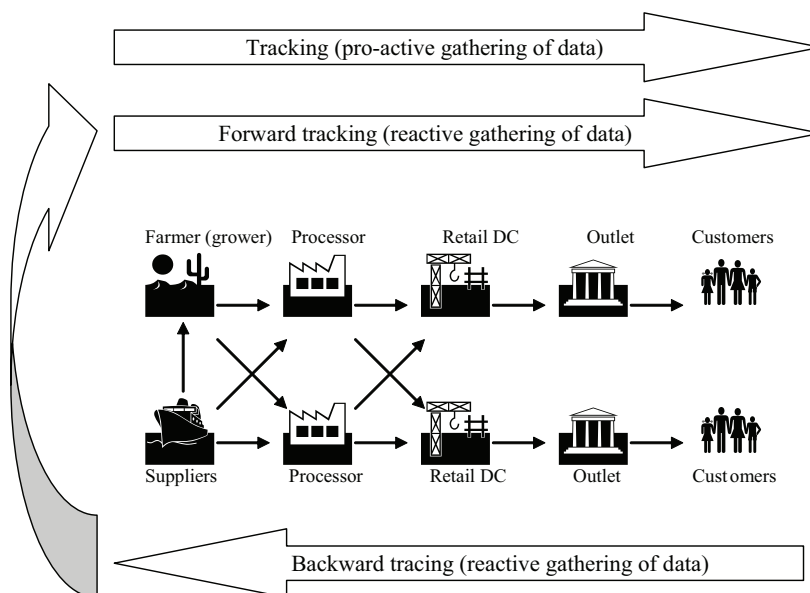 Tracking (pro-active gathering of data)
Forward tracking (reactive gathering of data)
Farmer (grower) Processor Retail DC Outlet Customers
Suppliers Processor Retail DC Outlet Customers
Backward tracing (reactive gathering of data)